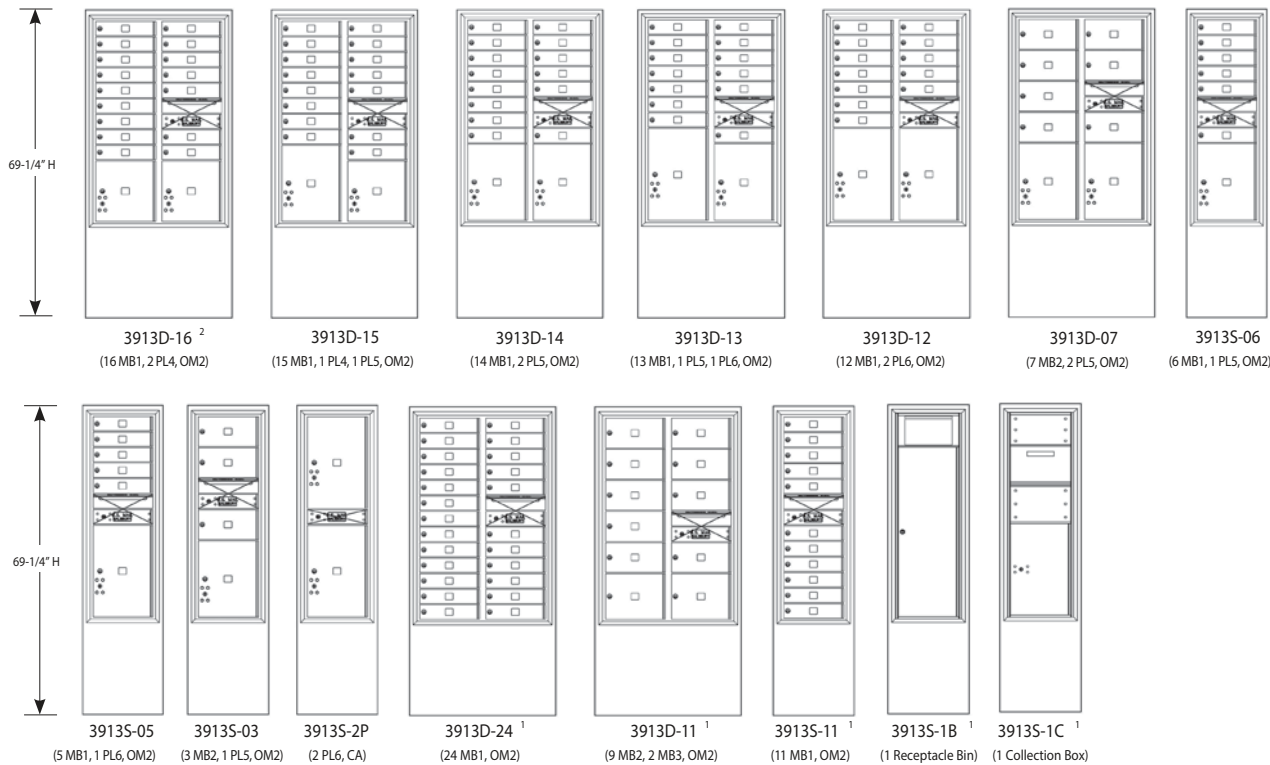 69-1/4" H
3913D-16 2
(16 MB1, 2 PL4, OM2)
3913D-15
(15 MB1, 1 PL4, 1 PL5, OM2)
3913D-14
(14 MB1, 2 PL5, OM2)
3913D-13
(13 MB1, 1 PL5, 1 PL6, OM2)
3913D-12
(12 MB1, 2 PL6, OM2)
3913D-07
(7 MB2, 2 PL5, OM2)
3913S-06
(6 MB1, 1 PL5, OM2)
69-1/4" H
3913S-05
(5 MB1, 1 PL6, OM2)
3913S-03
(3 MB2, 1 PL5, OM2)
3913S-2P
(2 PL6, CA)
3913D-24 1
(24 MB1, OM2)
3913D-11 1
(9 MB2, 2 MB3, OM2)
3913S-11 1
(11 MB1, OM2)
3913S-1B 1
(1 Receptacle Bin)
3913S-1C 1
(1 Collection Box)